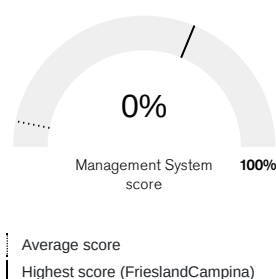 0%
Management System 100%
score
Average score
Highest score (FrieslandCampina)